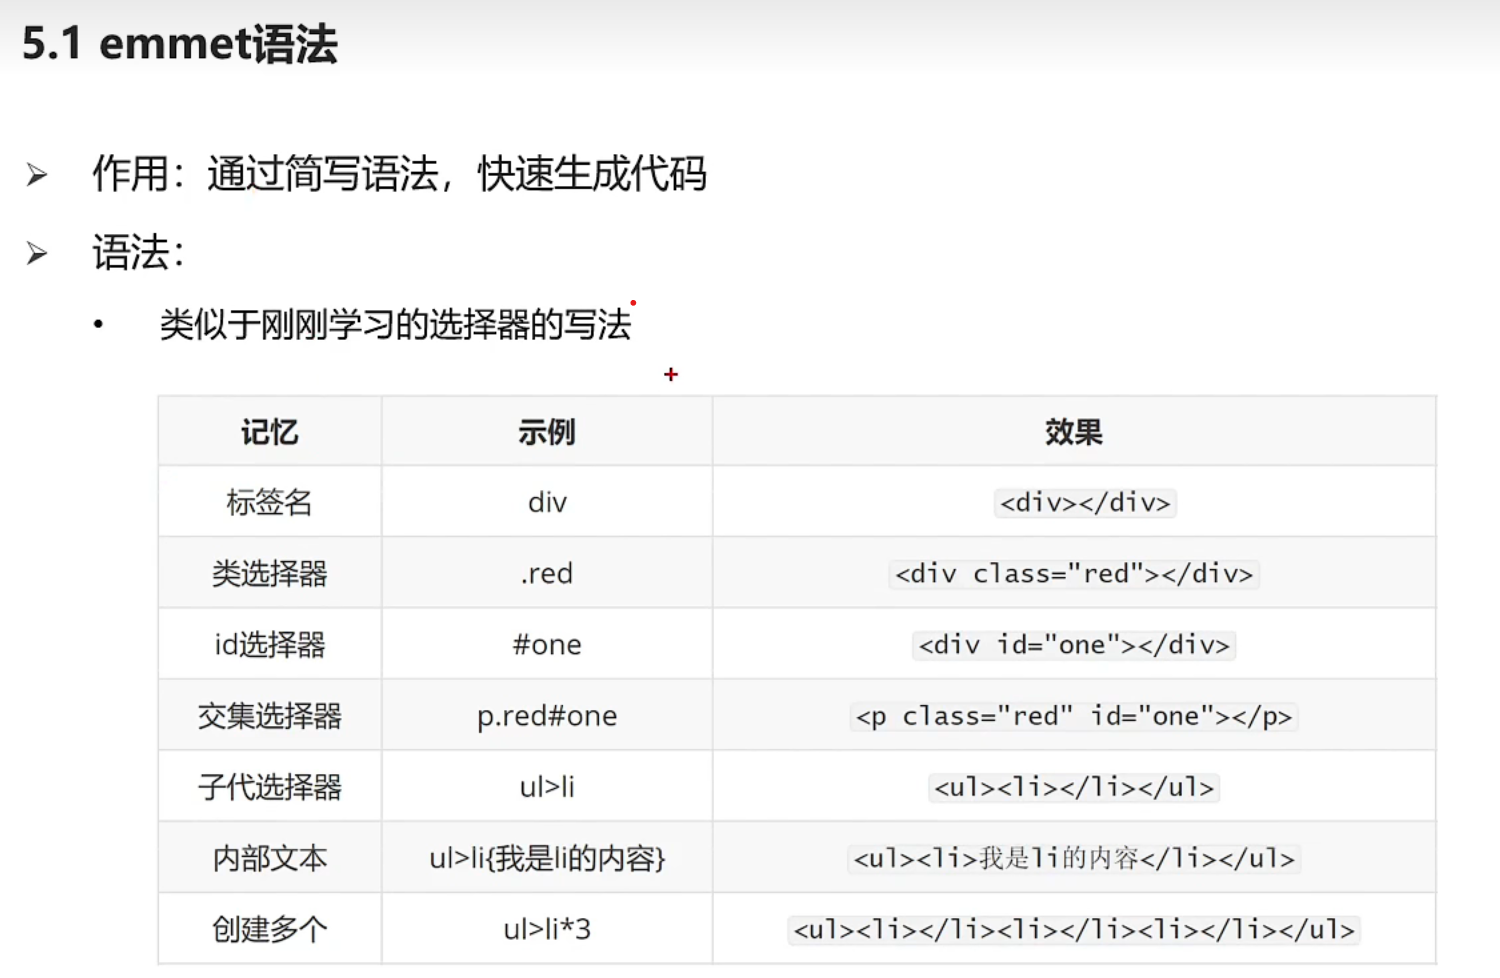 5.1 emmet语法
作用：通过简写语法，快速生成代码
语法：
类似于刚刚学习的选择器的写法
记忆 示例 效果
标签名 div <div></div>
类选择器 .red <div class="red"></div>
id选择器 #one <div id="one"></div>
交集选择器 p.red#one <p class="red" id="one"></p>
子代选择器 ul>li <ul><li></li></ul>
内部文本 ul>li{我是li的内容} <ul><li>我是li的内容</li></ul>
创建多个 ul>li*3 <ul><li></li><li></li><li></li></ul>